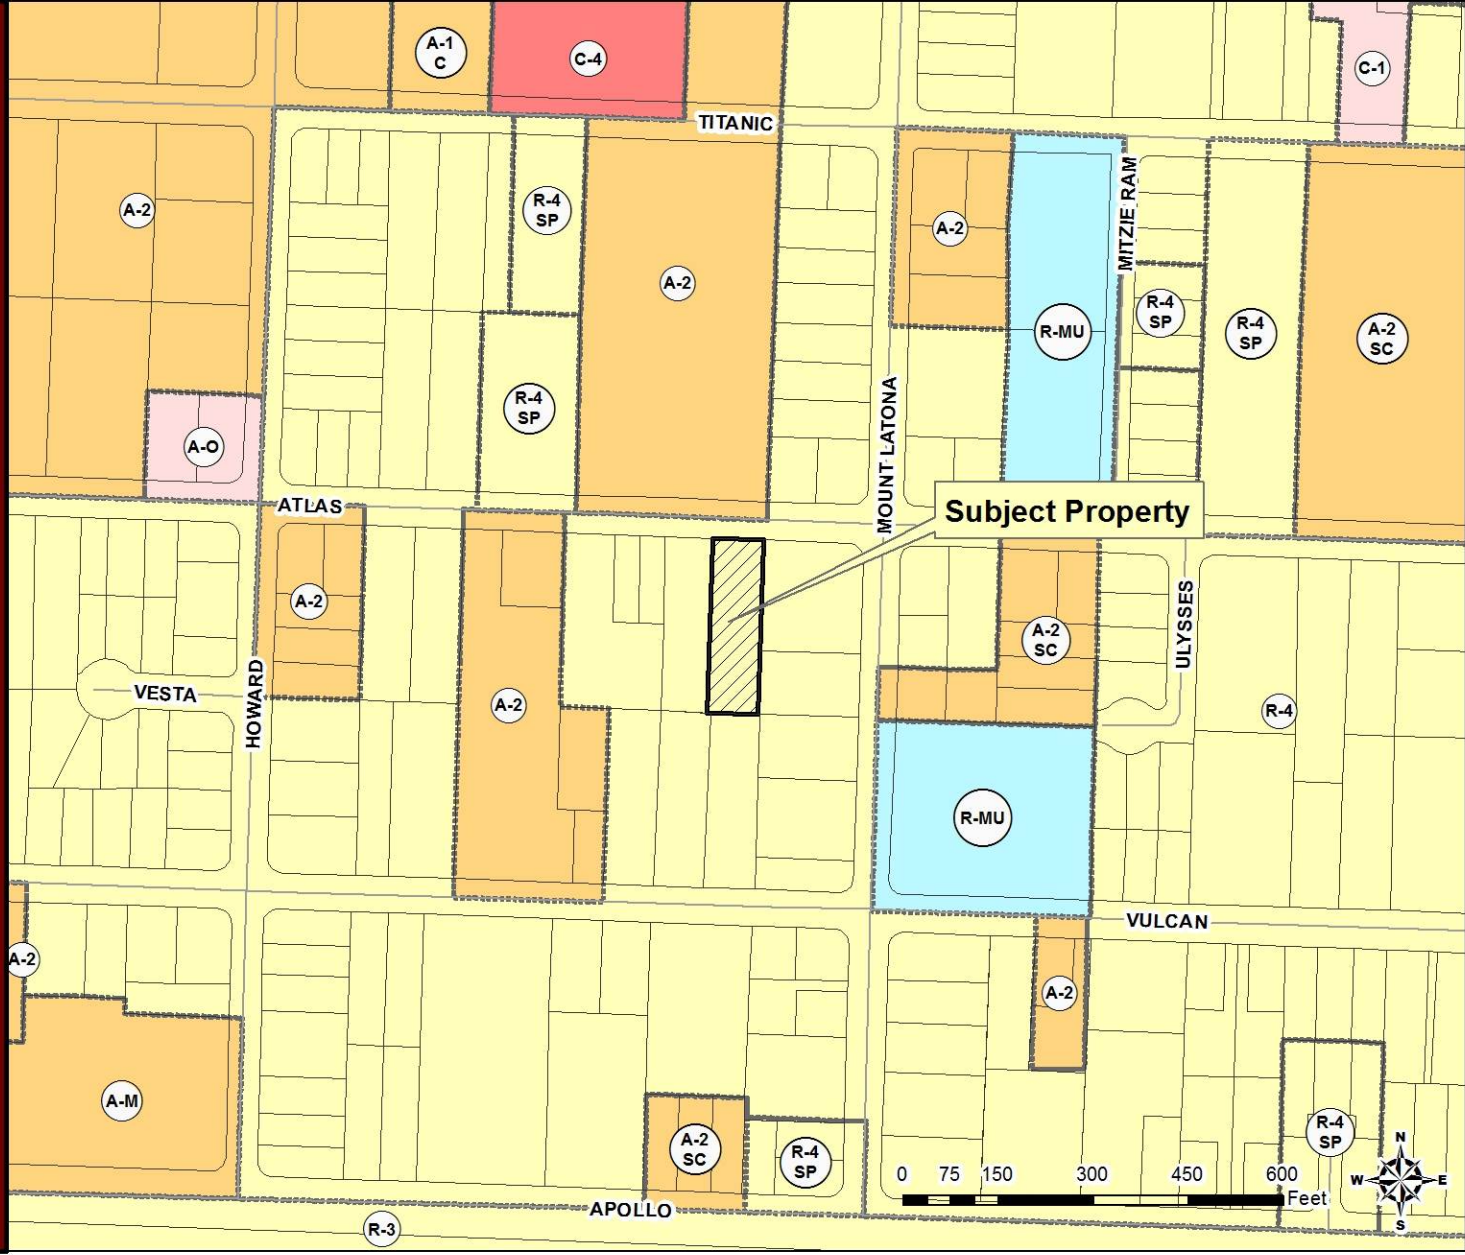 A-1
C
C-4
C-1
TITANIC
A-2
R-4
SP
A-2
A-2
R-MU
MITZIE RAM
R-4
SP
R-4
SP
A-2
SC
R-4
SP
A-O
MOUNT LATONA
ATLAS
Subject Property
A-2
VESTA
HOWARD
A-2
A-2
SC
ULYSSES
R-4
R-MU
VULCAN
A-2
A-2
A-M
A-2
SC
R-4
SP
R-4
SP
0 75 150 300 450 600
Feet
N
W E
S
APOLLO
R-3